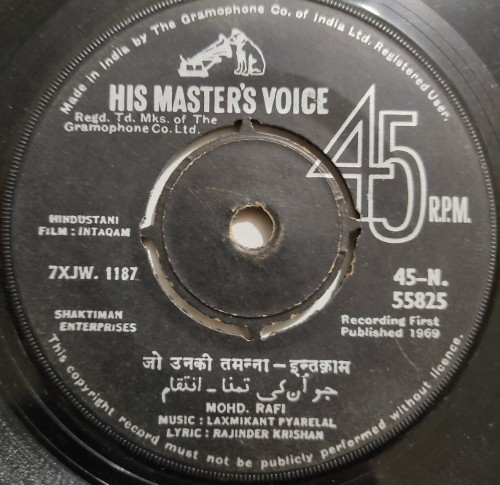 Made in India by The Gramophone Co. of India Ltd. Registered User.
HIS MASTER'S VOICE
Regd. Td. Mks. of The
Gramophone Co. Ltd.
45 R.P.M.
HINDUSTANI
FILM : INTAQAM
7XJW. 1187
45-N.
55825
SHAKTIMAN
ENTERPRISES
Recording First
Published 1969
जो उनकी तमन्ना - इन्तक़ाम
جو اُن کی تمنا - انتقام
MOHD. RAFI
MUSIC : LAXMIKANT PYARELAL
LYRIC : RAJINDER KRISHAN
This copyright record must not be publicly performed without licence.